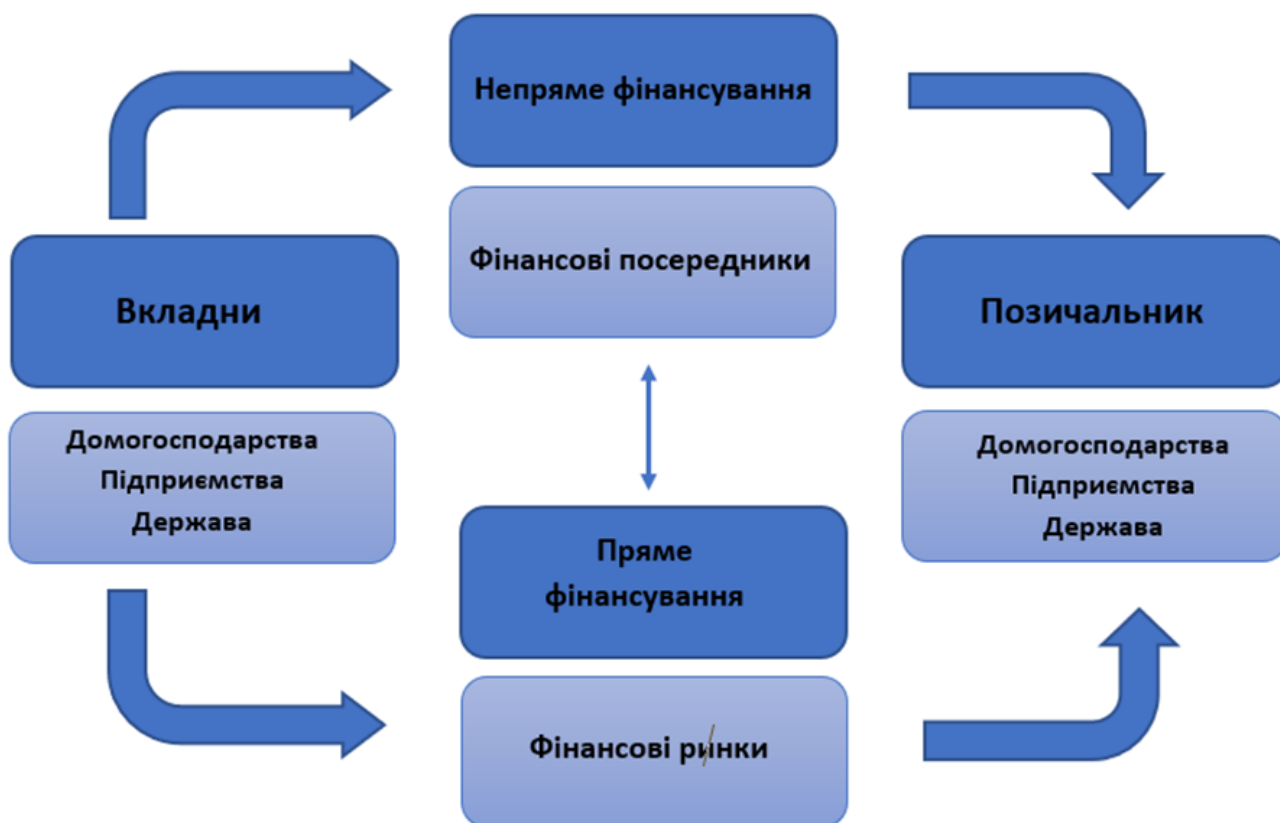 Непряме фінансування
Фінансові посередники
Вкладни
Домогосподарства
Підприємства
Держава
Позичальник
Домогосподарства
Підприємства
Держава
Пряме
фінансування
Фінансові ринки